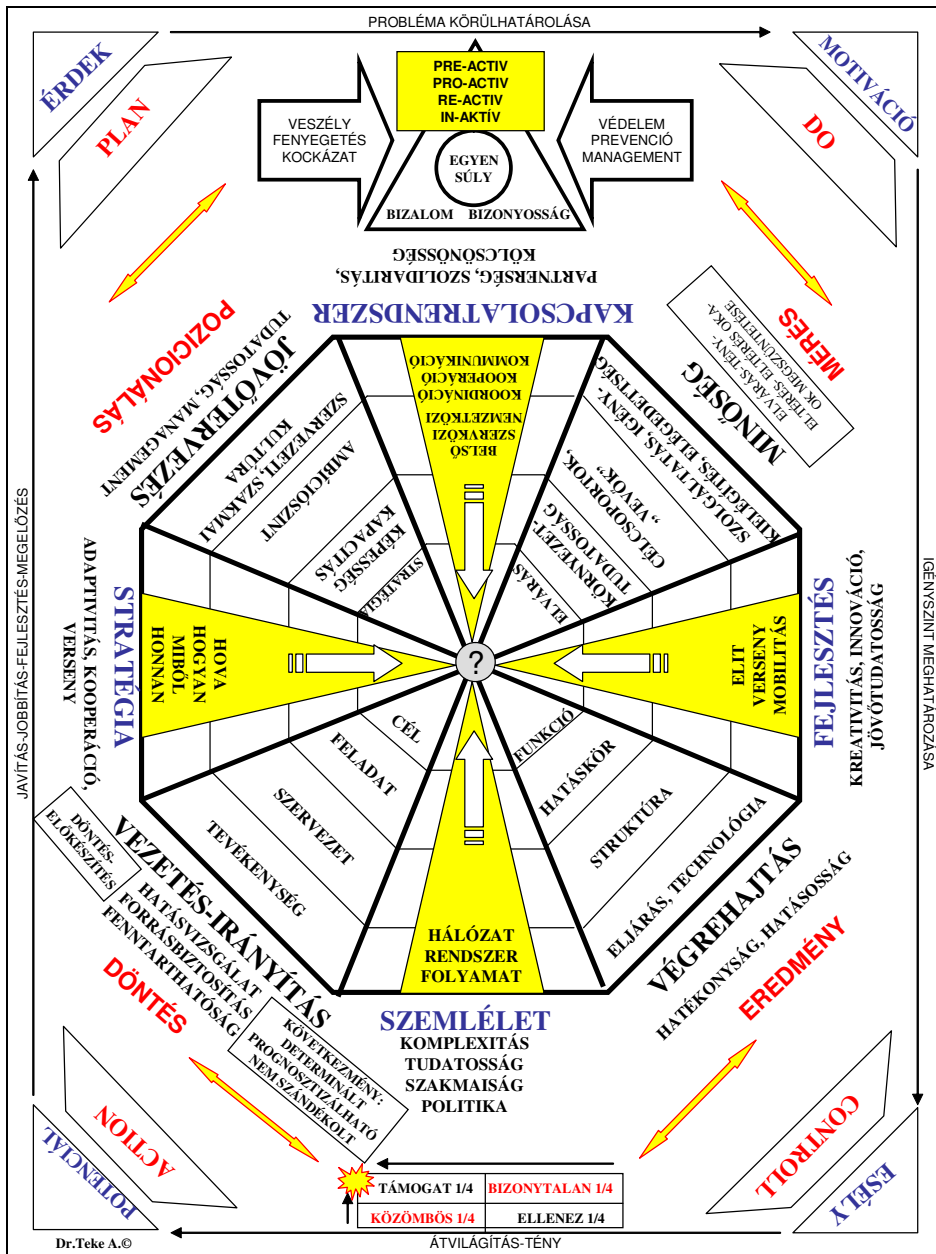 PROBLÉMA KÖRÜLHATÁROLÁSA
ÉRDEK
PLAN
PRE-ACTIV
PRO-ACTIV
RE-ACTIV
IN-AKTÍV
VESZÉLY
FENYEGETÉS
KOCKÁZAT
VÉDELEM
PREVENCIÓ
MANAGEMENT
EGYEN
SÚLY
BIZALOM BIZONYOSSÁG
MOTIVÁCIÓ
DO
PARTNERSÉG, SZOLIDARITÁS,
KÖLCSÖNÖSSÉG
KAPCSOLATRENDSZER
POZICIONÁLÁS
JÖVŐTERVEZÉS
TUDATOSSÁG, MANAGEMENT
MÉRÉS
ELVÁRÁS-TÉNY-
ELTÉRÉS, ELTÉRÉS OKA-
OK MEGSZÜNTETÉSE
MINŐSÉG
BELSŐ
SZERVKÖZI
NEMZETKÖZI
KOORDINÁCIÓ
KOOPERÁCIÓ
KOMMUNIKÁCIÓ
SZERVEZETI, SZAKMAI
KULTÚRA
AMBÍCIÓSZINT
KÉPESSÉG
KAPACITÁS
STRATÉGIA
SZOLGÁLTATÁS, IGÉNY-
KIELÉGÍTÉS, ELÉGEDETTSÉG
CÉLCSOPORTOK,
„VEVŐK”
KÖRNYEZET-
TUDATOSSÁG
ELVÁRÁS
JAVÍTÁS-JOBBÍTÁS-FEJLESZTÉS-MEGELŐZÉS
ADAPTIVITÁS, KOOPERÁCIÓ,
VERSENY
STRATÉGIA
HOVA
HOGYAN
MIBŐL
HONNAN
?
ELIT
VERSENY
MOBILITÁS
FEJLESZTÉS
KREATIVITÁS, INNOVÁCIÓ,
JÖVŐTUDATOSSÁG
IGÉNYSZINT MEGHATÁROZÁSA
CÉL
FELADAT
SZERVEZET
TEVÉKENYSÉG
FUNKCIÓ
HATÁSKÖR
STRUKTÚRA
ELJÁRÁS, TECHNOLÓGIA
HÁLÓZAT
RENDSZER
FOLYAMAT
DÖNTÉS-
ELŐKÉSZÍTÉS
VEZETÉS-IRÁNYÍTÁS
HATÁSVIZSGÁLAT
FORRÁSBIZTOSÍTÁS
FENNTARTHATÓSÁG
DÖNTÉS
VÉGREHAJTÁS
HATÉKONYSÁG, HATÁSOSSÁG
EREDMÉNY
SZEMLÉLET
KOMPLEXITÁS
TUDATOSSÁG
SZAKMAISÁG
POLITIKA
KÖVETKEZMÉNY:
DETERMINÁLT
PROGNOSZTIZÁLHATÓ
NEM SZÁNDÉKOLT
ACTION
POTENCIÁL
CONTROLL
ESÉLY
TÁMOGAT 1/4 BIZONYTALAN 1/4
KÖZÖMBÖS 1/4 ELLENEZ 1/4
Dr.Teke A.©
ÁTVILÁGÍTÁS-TÉNY